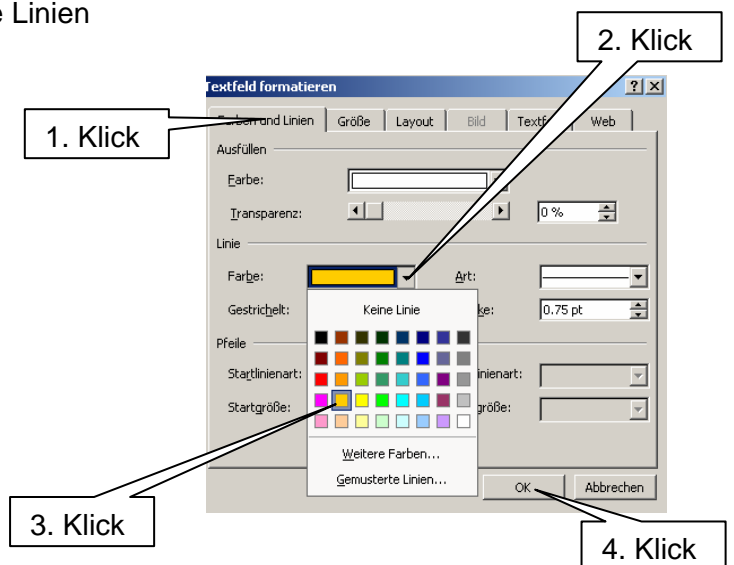 e Linien
2. Klick
Textfeld formatieren
1. Klick
Farben und Linien Größe Layout Bild Web
Ausfüllen
Farbe:
Transparenz: 0 %
Linie
Farbe: Art:
Gestrichelt: Keine Linie ke: 0.75 pt
Pfeile
Startlinienart: inienart:
Startgröße: größe:
Weitere Farben...
Gemusterte Linien...
OK Abbrechen
3. Klick
4. Klick